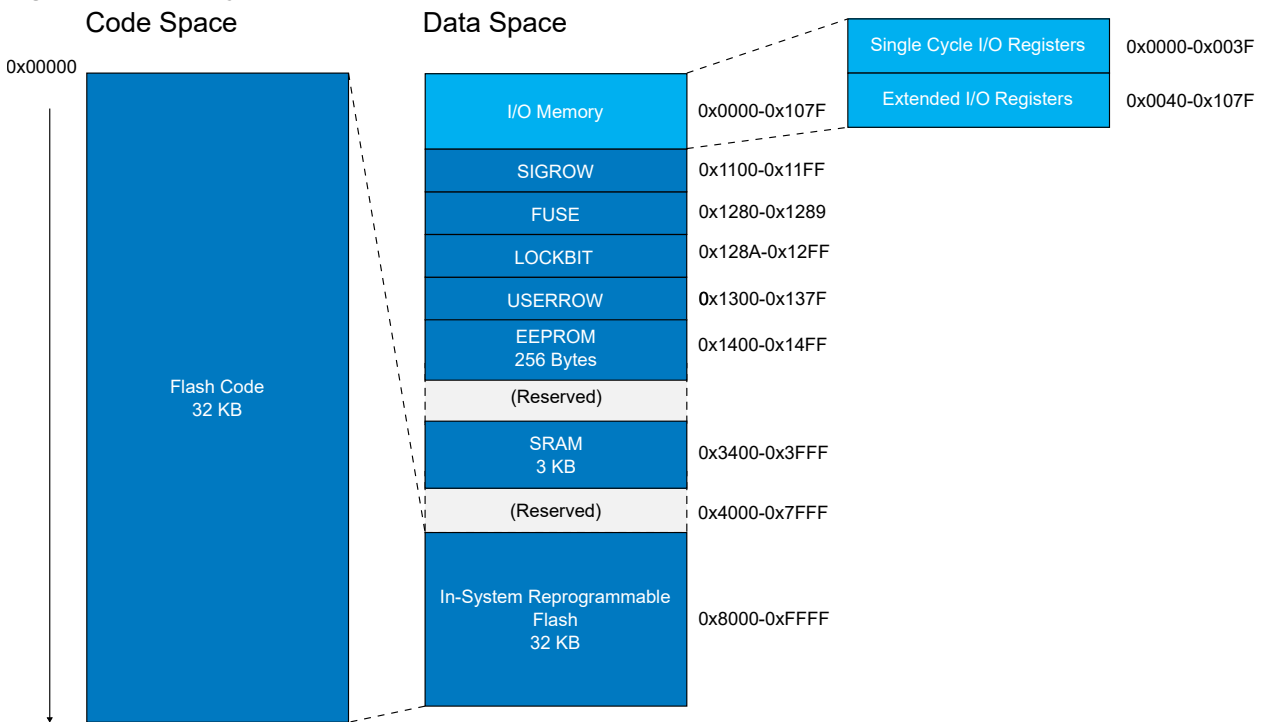 Code Space
Data Space
0x00000
Flash Code
32 KB
I/O Memory
0x0000-0x107F
Single Cycle I/O Registers
0x0000-0x003F
Extended I/O Registers
0x0040-0x107F
SIGROW
0x1100-0x11FF
FUSE
0x1280-0x1289
LOCKBIT
0x128A-0x12FF
USERROW
0x1300-0x137F
EEPROM
256 Bytes
0x1400-0x14FF
(Reserved)
SRAM
3 KB
0x3400-0x3FFF
(Reserved)
0x4000-0x7FFF
In-System Reprogrammable
Flash
32 KB
0x8000-0xFFFF